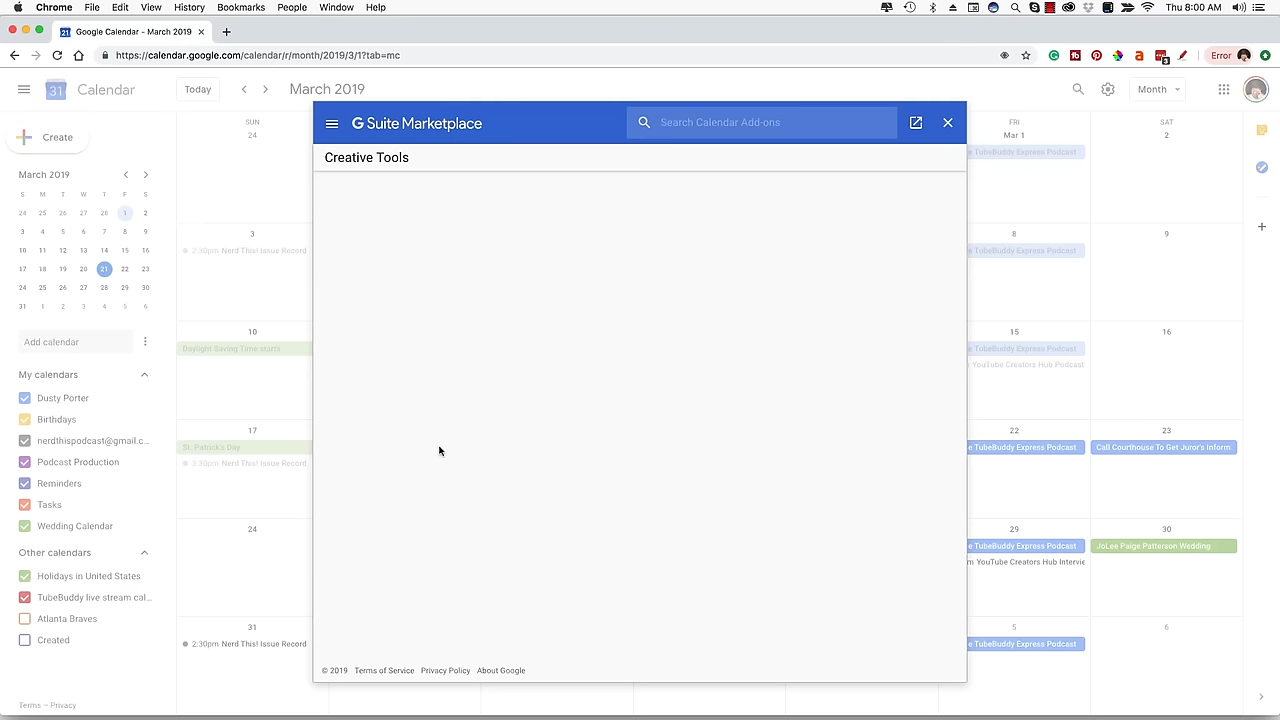 Chrome File Edit View History Bookmarks People Window Help Thu 8:00 AM
31 Google Calendar - March 2019
https://calendar.google.com/calendar/r/month/2019/3/1?tab=mc
3
Error
31 Calendar
Today
March 2019
Month
Create
March 2019
S M T W T F S
24 25 26 27 28 1 2
3 4 5 6 7 8 9
10 11 12 13 14 15 16
17 18 19 20 21 22 23
24 25 26 27 28 29 30
31 1 2 3 4 5 6
Add calendar
My calendars
Dusty Porter
Birthdays
nerdthispodcast@gmail.c...
Podcast Production
Reminders
Tasks
Wedding Calendar
Other calendars
Holidays in United States
TubeBuddy live stream cal...
Atlanta Braves
Created
Terms – Privacy
SUN
24
3
2:30pm Nerd This! Issue Record
10
Daylight Saving Time starts
17
St. Patrick's Day
3:30pm Nerd This! Issue Record
24
31
2:30pm Nerd This! Issue Record
G Suite Marketplace
Search Calendar Add-ons
Creative Tools
© 2019 Terms of Service Privacy Policy About Google
FRI
Mar 1
e TubeBuddy Express Podcast
8
e TubeBuddy Express Podcast
15
e TubeBuddy Express Podcast
YouTube Creators Hub Podcast
22
e TubeBuddy Express Podcast
29
e TubeBuddy Express Podcast
m YouTube Creators Hub Intervie
5
e TubeBuddy Express Podcast
SAT
2
9
16
23
Call Courthouse To Get Juror's Inform
30
JoLee Paige Patterson Wedding
6